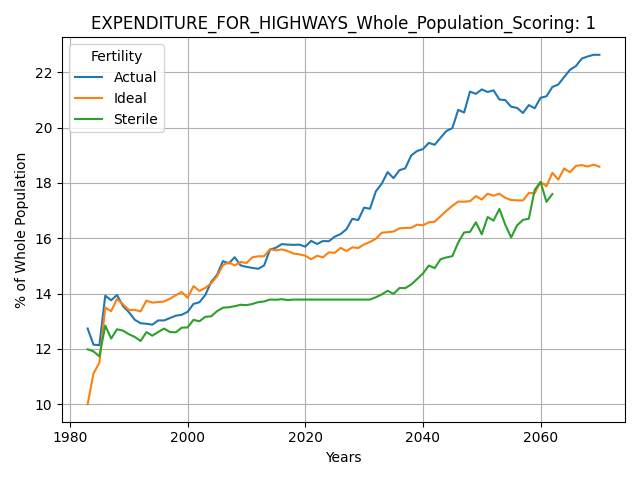 EXPENDITURE_FOR_HIGHWAYS_Whole_Population_Scoring: 1
Fertility
Actual
Ideal
Sterile
% of Whole Population
22
20
18
16
14
12
10
1980
2000
2020
2040
2060
Years